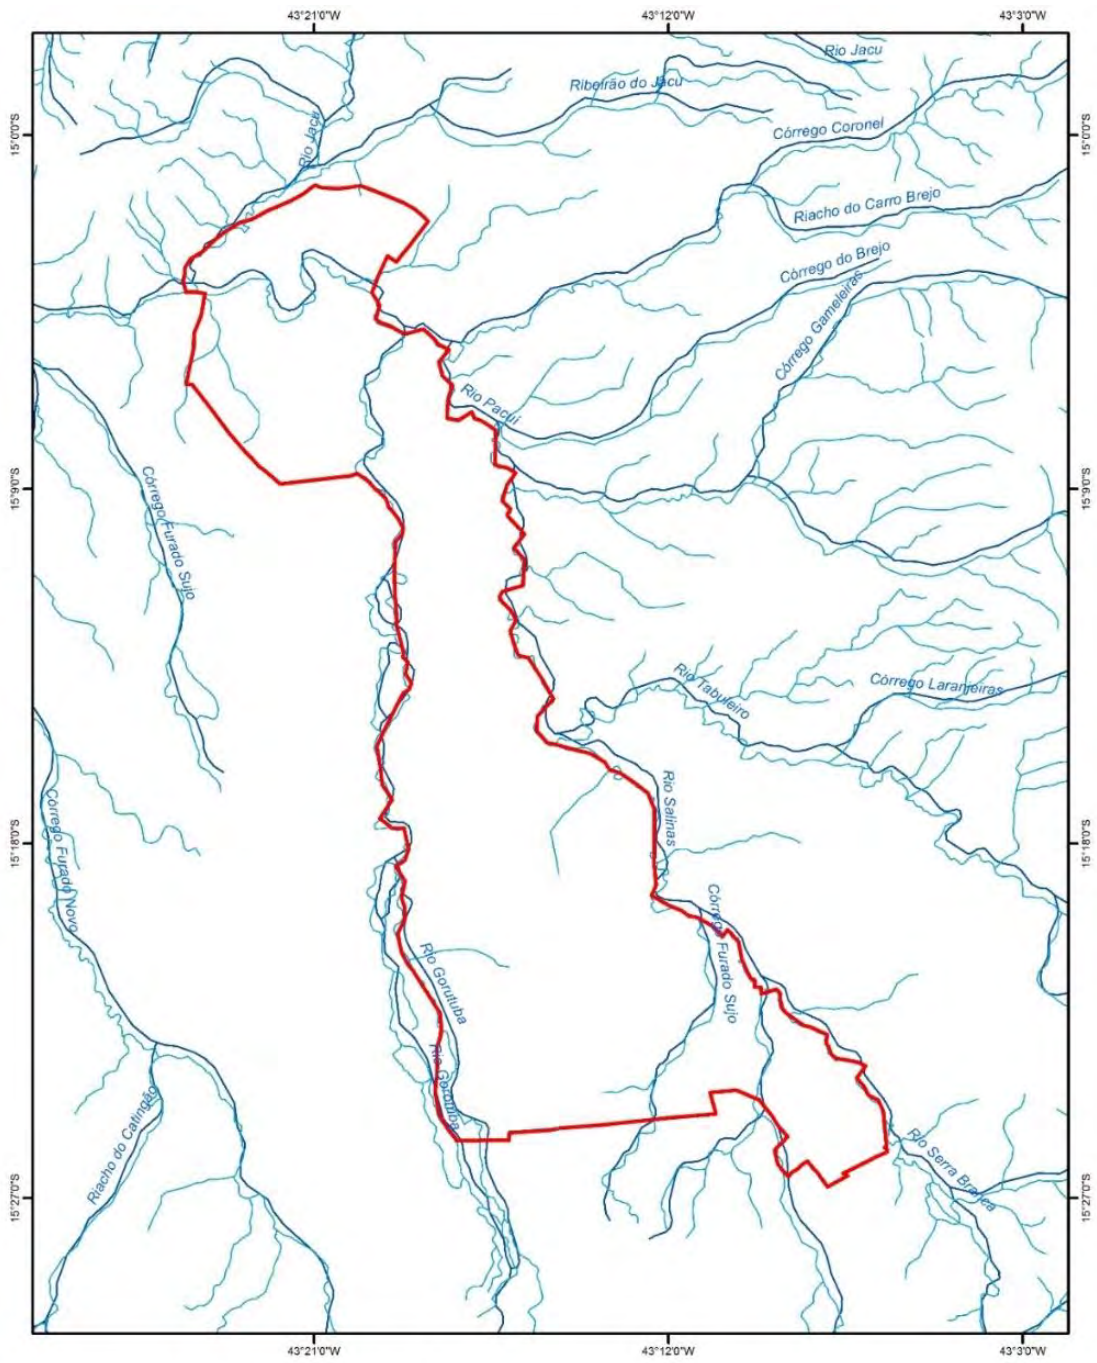 43°21'0"W
43°12'0"W
43°3'0"W
Rio Jacu
Ribeirão do Jacu
15°0'0"S
Rio Jacu
Córrego Coronel
15°0'0"S
Riacho do Carro Brejo
Córrego do Brejo
Córrego Gameleiras
Rio Pacuí
15°9'0"S
Córrego Furado Sujo
15°9'0"S
Rio Tabuleiro
Córrego Laranjeiras
Rio Salinas
15°18'0"S
Córrego Furado Novo
15°18'0"S
Córrego Furado Sujo
Rio Gorutuba
Rio Gorutuba
Riacho do Catingão
Rio Serra Branca
15°27'0"S
15°27'0"S
43°21'0"W
43°12'0"W
43°3'0"W